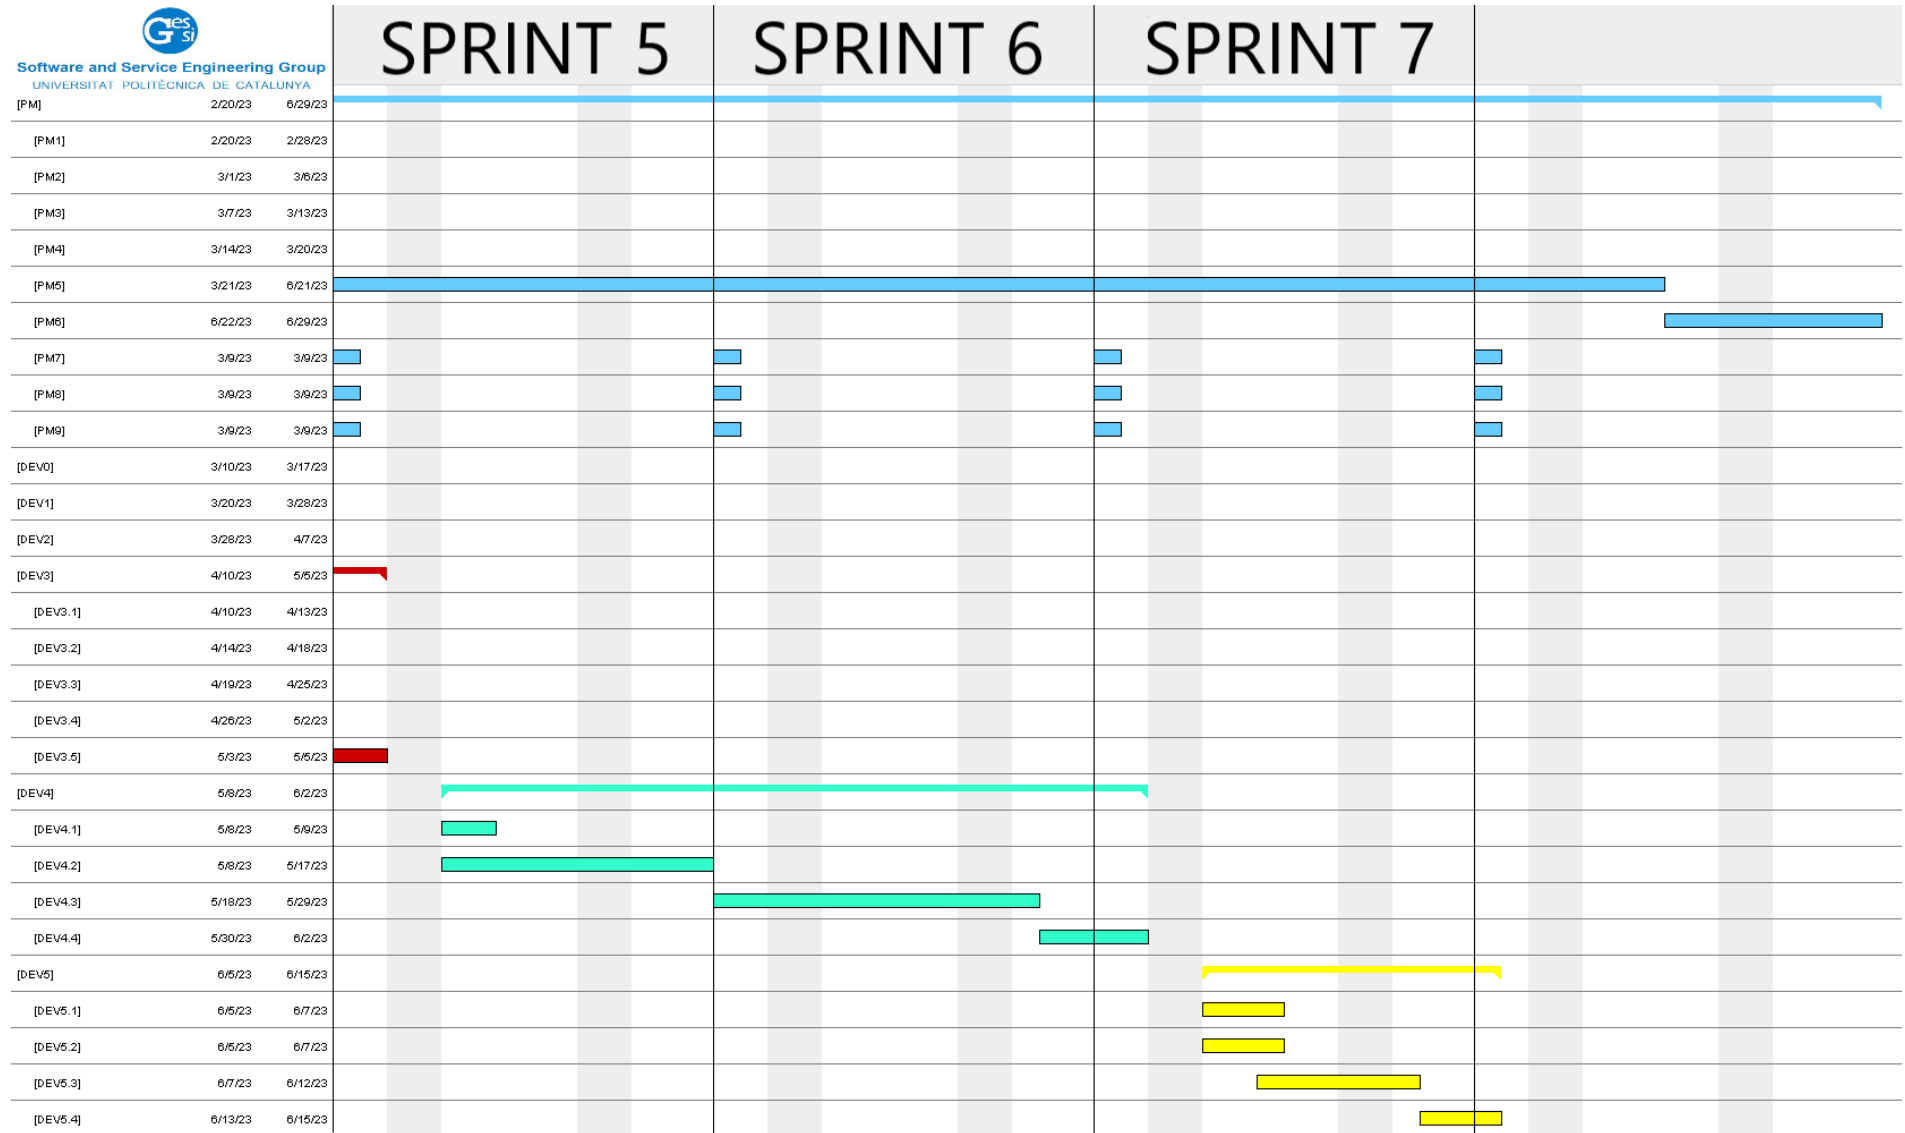 Ges
si
Software and Service Engineering Group
UNIVERSITAT POLITÈCNICA DE CATALUNYA
SPRINT 5 SPRINT 6 SPRINT 7
[PM] 2/20/23 6/29/23
[PM1] 2/20/23 2/28/23
[PM2] 3/1/23 3/6/23
[PM3] 3/7/23 3/13/23
[PM4] 3/14/23 3/20/23
[PM5] 3/21/23 6/21/23
[PM6] 6/22/23 6/29/23
[PM7] 3/9/23 3/9/23
[PM8] 3/9/23 3/9/23
[PM9] 3/9/23 3/9/23
[DEV0] 3/10/23 3/17/23
[DEV1] 3/20/23 3/28/23
[DEV2] 3/28/23 4/7/23
[DEV3] 4/10/23 5/5/23
[DEV3.1] 4/10/23 4/13/23
[DEV3.2] 4/14/23 4/18/23
[DEV3.3] 4/19/23 4/25/23
[DEV3.4] 4/26/23 5/2/23
[DEV3.5] 5/3/23 5/5/23
[DEV4] 5/8/23 6/2/23
[DEV4.1] 5/8/23 5/9/23
[DEV4.2] 5/8/23 5/17/23
[DEV4.3] 5/18/23 5/29/23
[DEV4.4] 5/30/23 6/2/23
[DEV5] 6/5/23 6/15/23
[DEV5.1] 6/5/23 6/7/23
[DEV5.2] 6/5/23 6/7/23
[DEV5.3] 6/7/23 6/12/23
[DEV5.4] 6/13/23 6/15/23